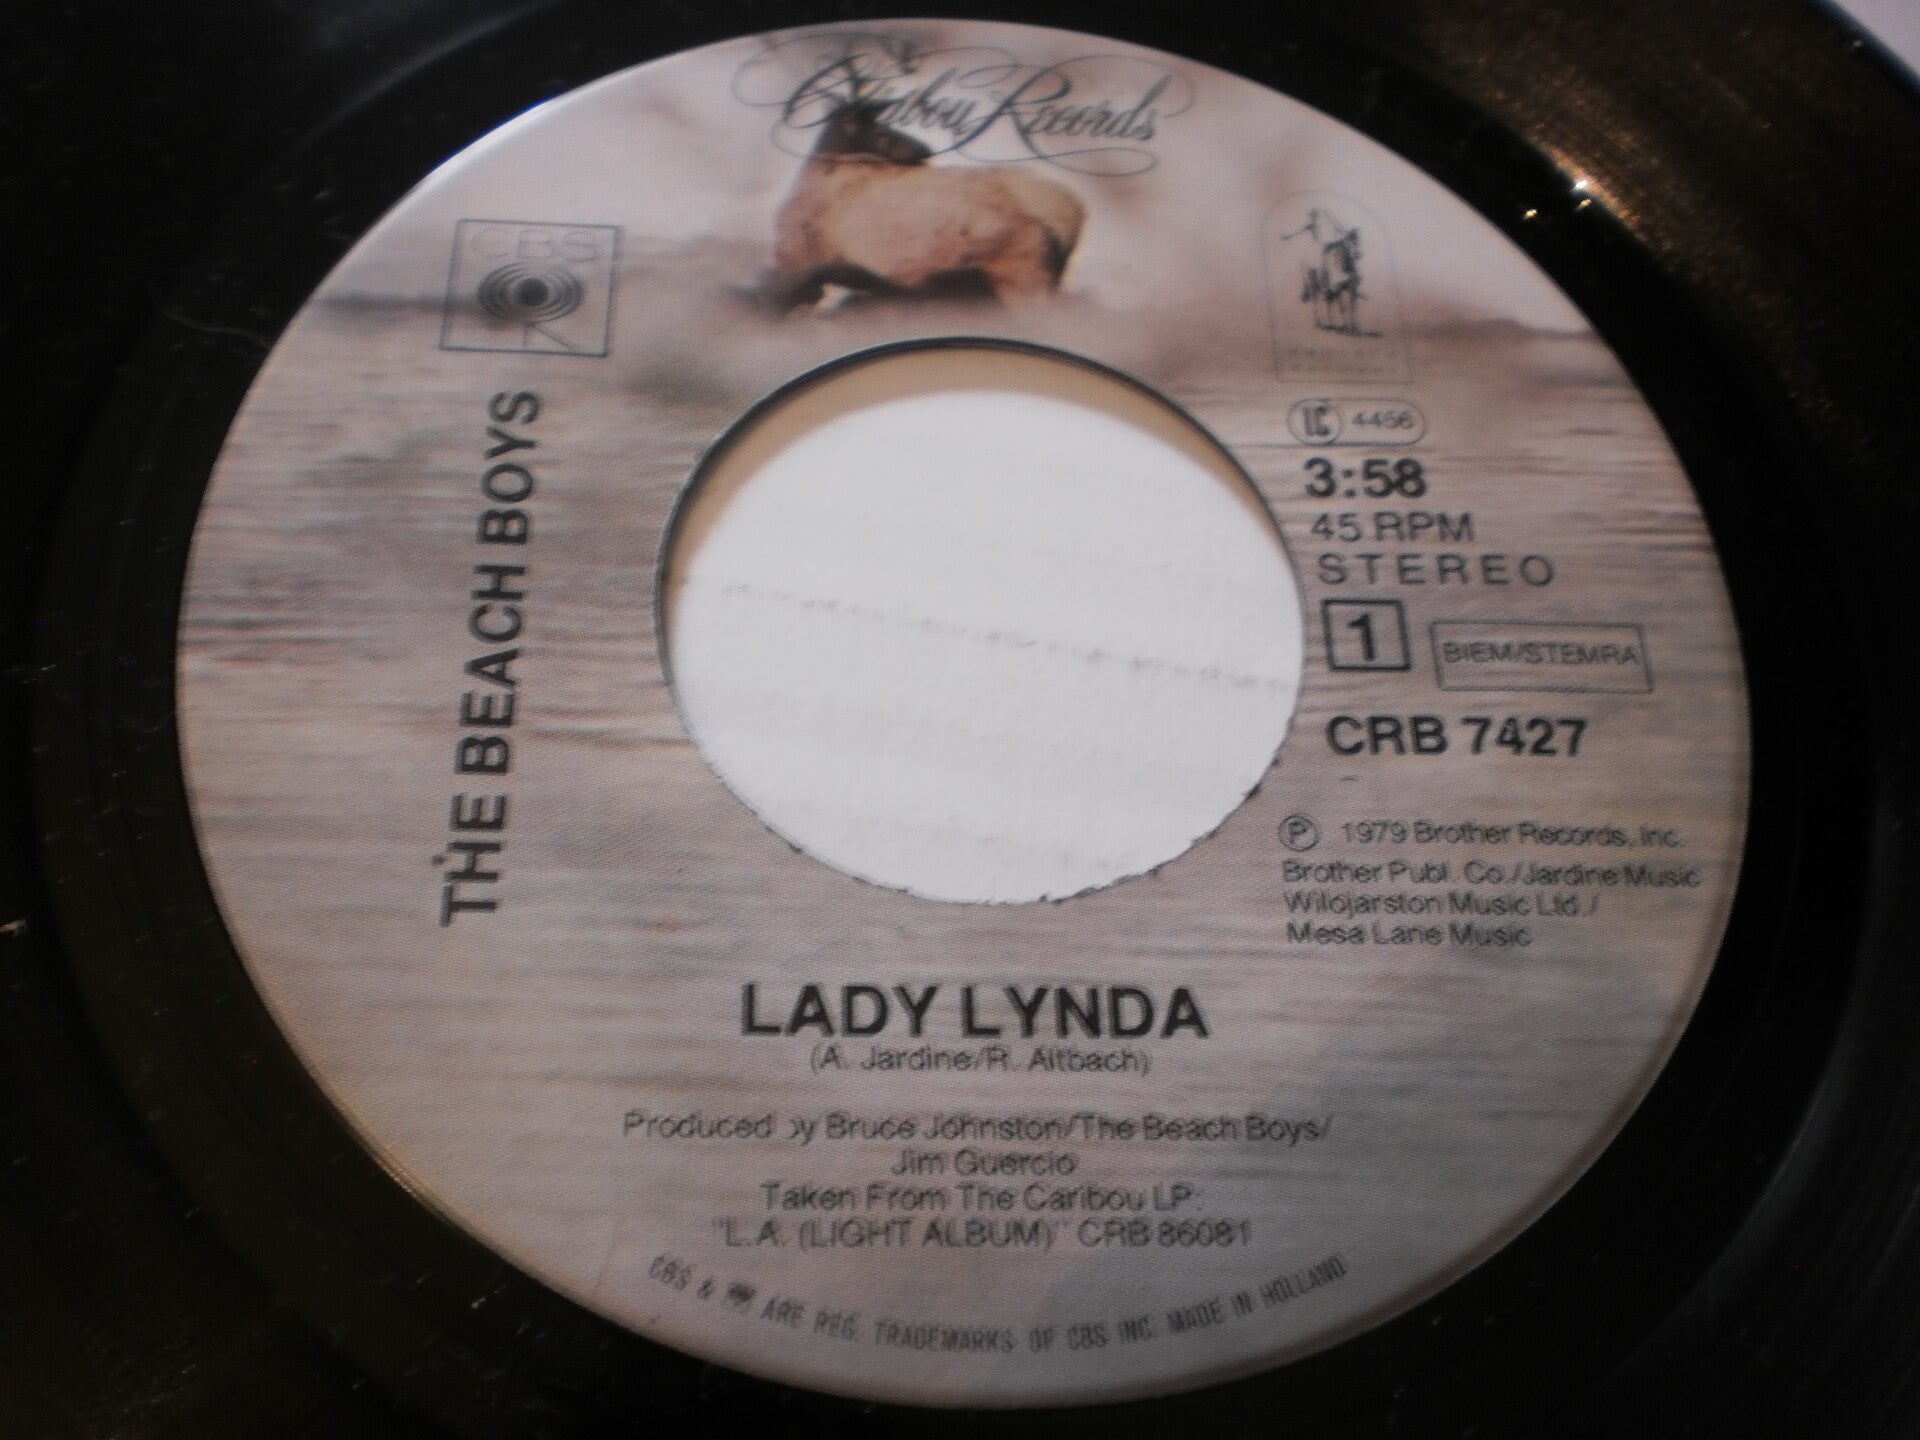 Caribou Records
CBS
THE BEACH BOYS
4456
3:58
45 RPM
STEREO
1
BIEM/STEMRA
CRB 7427
℗ 1979 Brother Records, Inc.
Brother Publ. Co./Jardine Music
Wilojarston Music Ltd./
Mesa Lane Music
LADY LYNDA
(A. Jardine/R. Altbach)
Produced by Bruce Johnston/The Beach Boys/
Jim Guercio
Taken From The Caribou LP:
"L.A. (LIGHT ALBUM)" CRB 86081
CBS & ARE REG. TRADEMARKS OF CBS INC. MADE IN HOLLAND